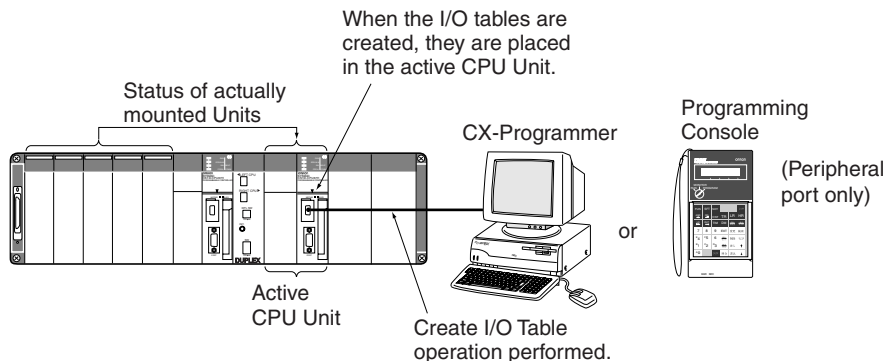 When the I/O tables are
created, they are placed
in the active CPU Unit.
Status of actually
mounted Units
CX-Programmer
Programming
Console
(Peripheral
port only)
or
DUPLEX
Active
CPU Unit
Create I/O Table
operation performed.